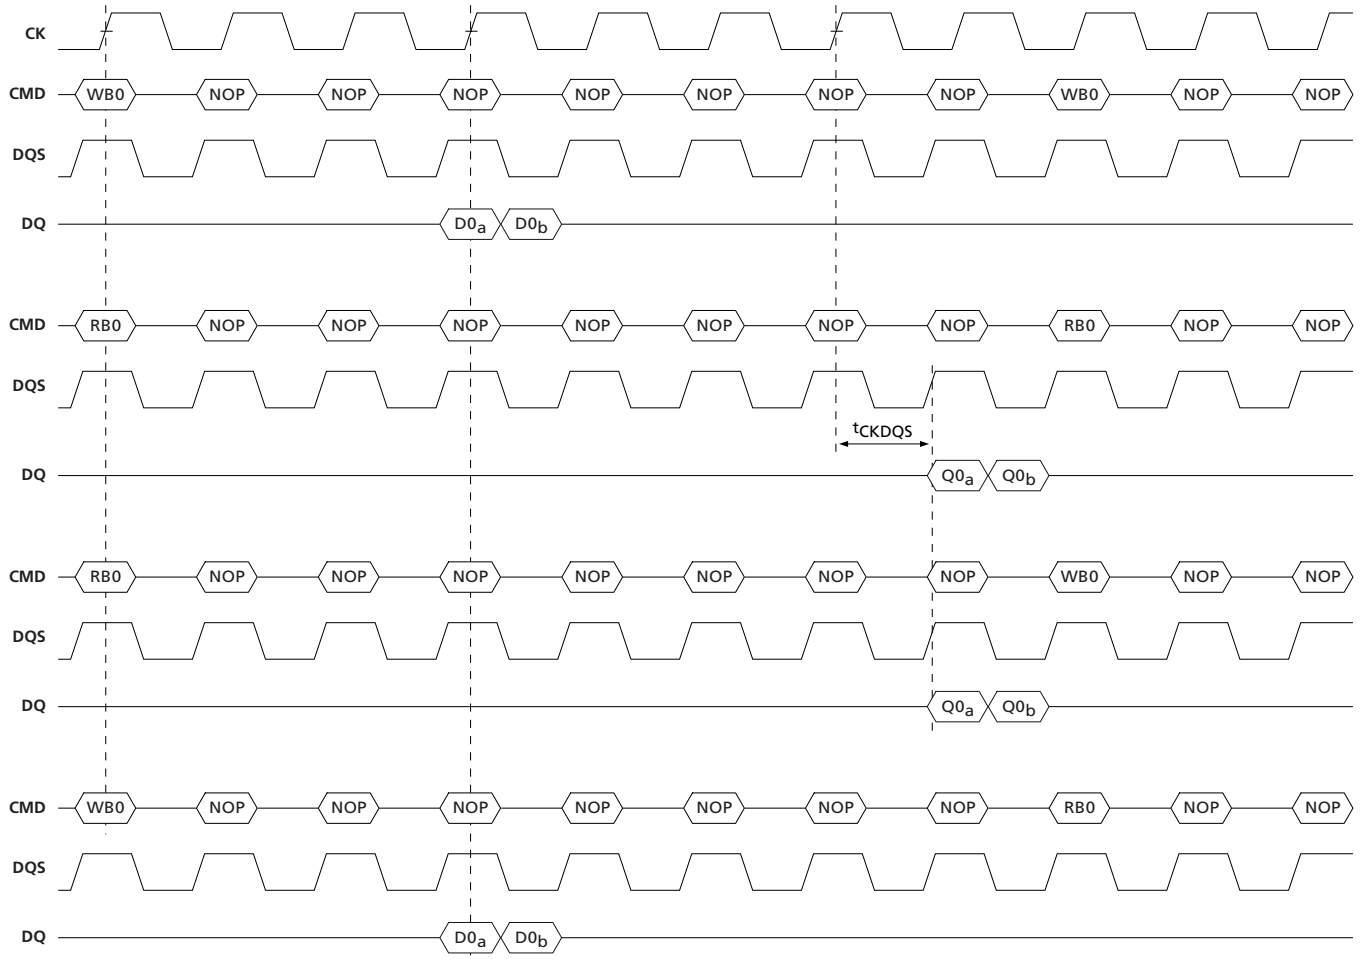 CK
CMD WB0 NOP NOP NOP NOP NOP NOP NOP WB0 NOP NOP
DQS
DQ D0a D0b
CMD RB0 NOP NOP NOP NOP NOP NOP NOP RB0 NOP NOP
DQS
tCKDQS
DQ Q0a Q0b
CMD RB0 NOP NOP NOP NOP NOP NOP NOP WB0 NOP NOP
DQS
DQ Q0a Q0b
CMD WB0 NOP NOP NOP NOP NOP NOP NOP RB0 NOP NOP
DQS
DQ D0a D0b